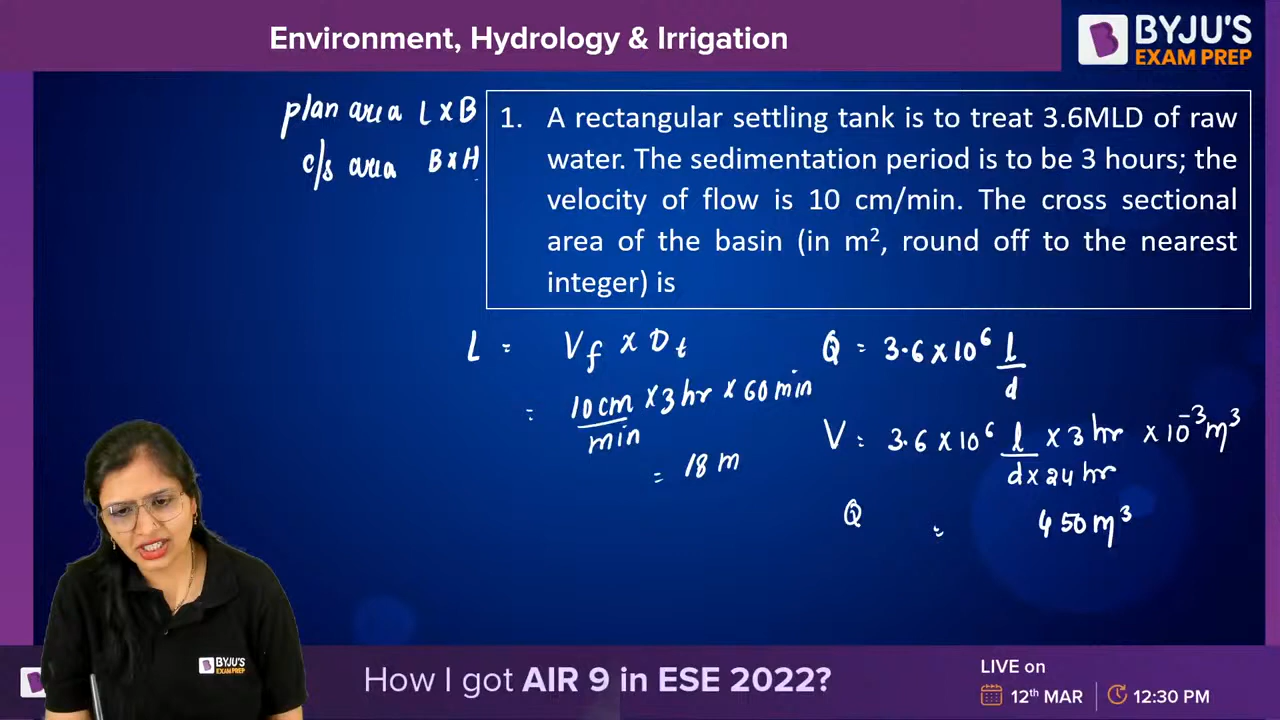 Environment, Hydrology & Irrigation
BYJU'S
EXAM PREP
plan area L x B
c/s area B x H
1. A rectangular settling tank is to treat 3.6MLD of raw
water. The sedimentation period is to be 3 hours; the
velocity of flow is 10 cm/min. The cross sectional
area of the basin (in m², round off to the nearest
integer) is
L = Vf x Dt
= 10cm/min x 3 hr x 60 min
= 18 m
Q = 3.6 x 10⁶ l/d
V = 3.6 x 10⁶ l/d x 24 hr x 3 hr x 10⁻³ m³
Q
= 450 m³
BYJU'S
EXAM PREP
How I got AIR 9 in ESE 2022?
LIVE on
12th MAR | 12:30 PM